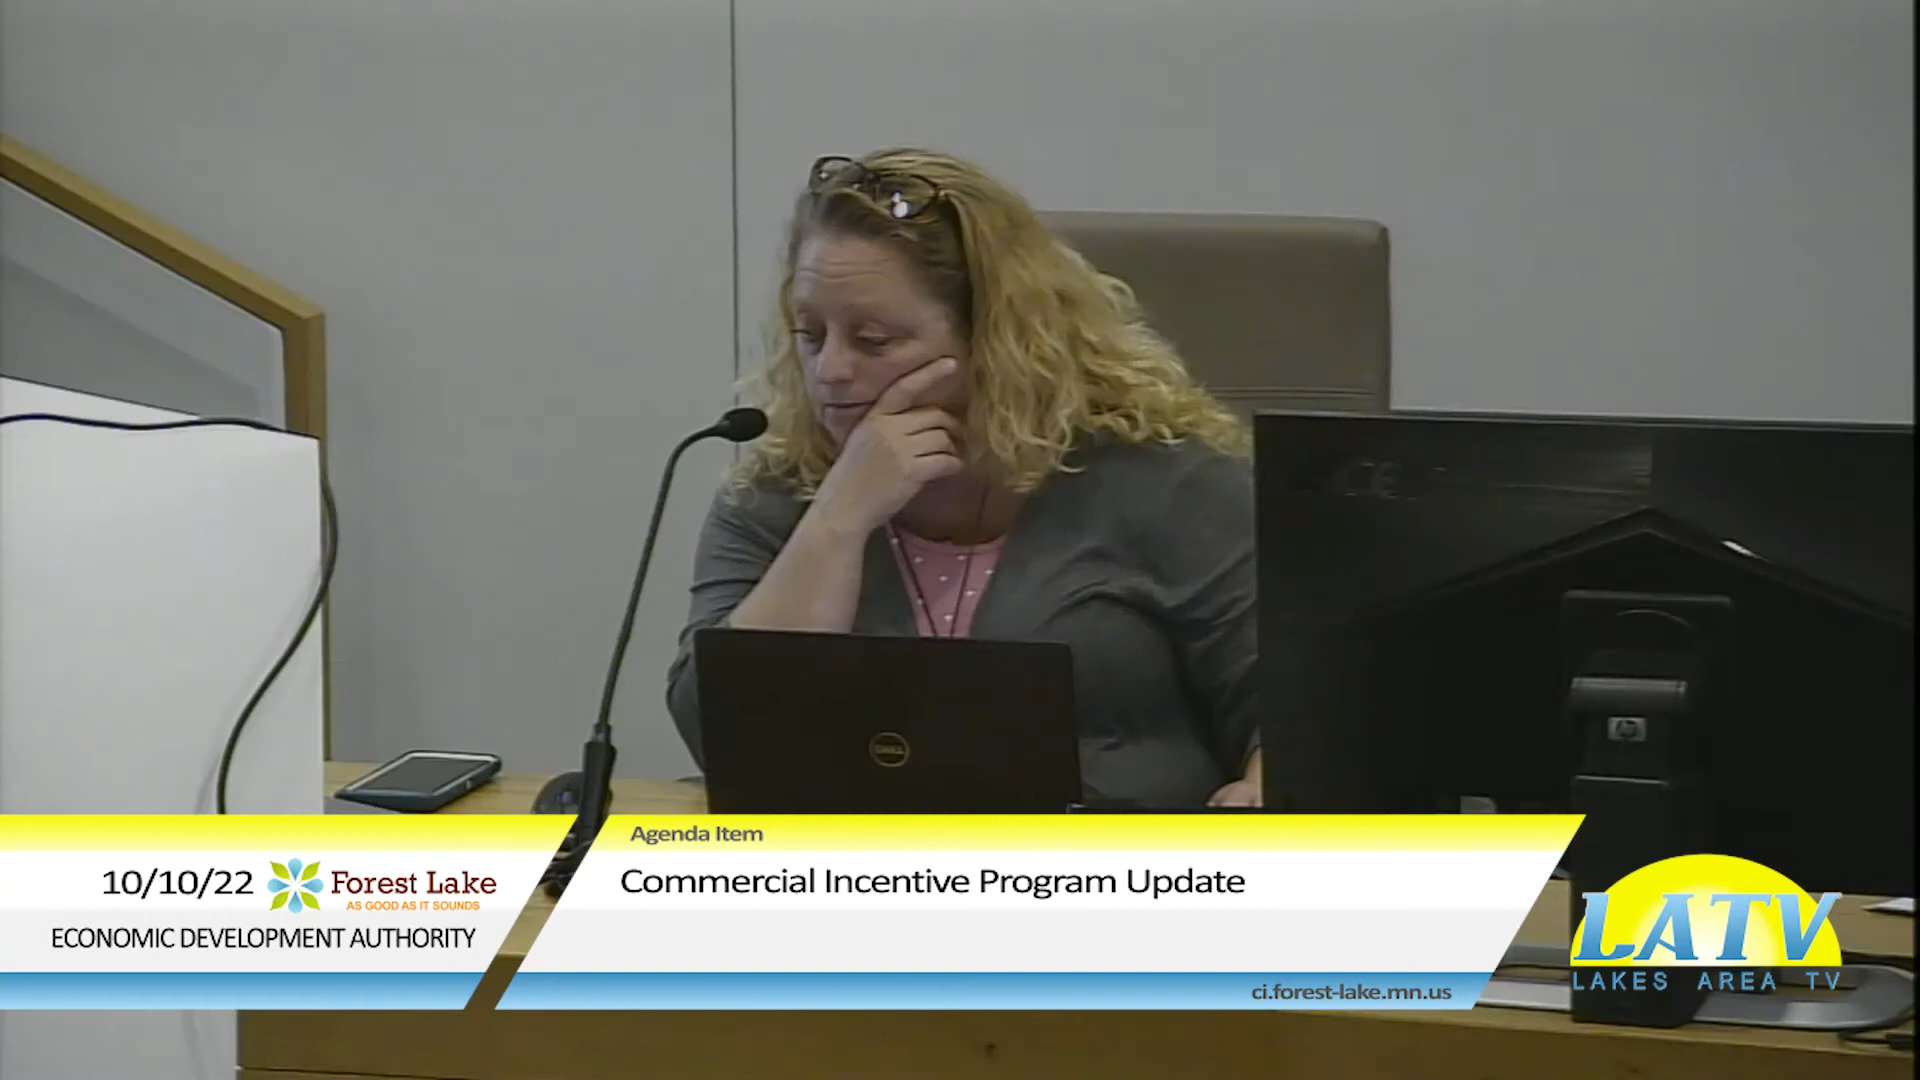 DELL
hp
Agenda Item
10/10/22
Forest Lake
AS GOOD AS IT SOUNDS
ECONOMIC DEVELOPMENT AUTHORITY
Commercial Incentive Program Update
ci.forest-lake.mn.us
LATV
LAKES AREA TV